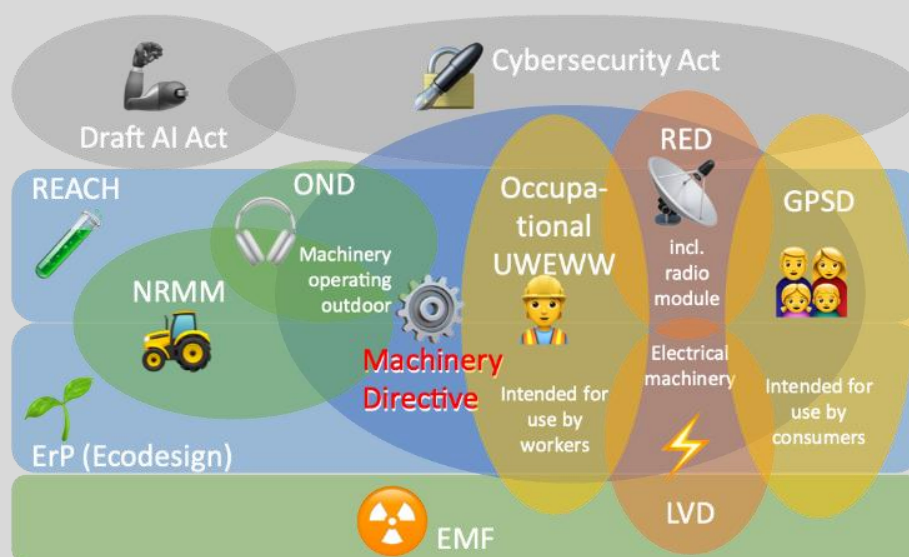 Cybersecurity Act
Draft AI Act
RED
REACH
OND
Occupa-
tional
UWEWW
GPSD
Machinery
operating
outdoor
incl.
radio
module
NRMM
Machinery
Directive
Electrical
machinery
Intended for
use by
workers
Intended for
use by
consumers
ErP (Ecodesign)
LVD
EMF